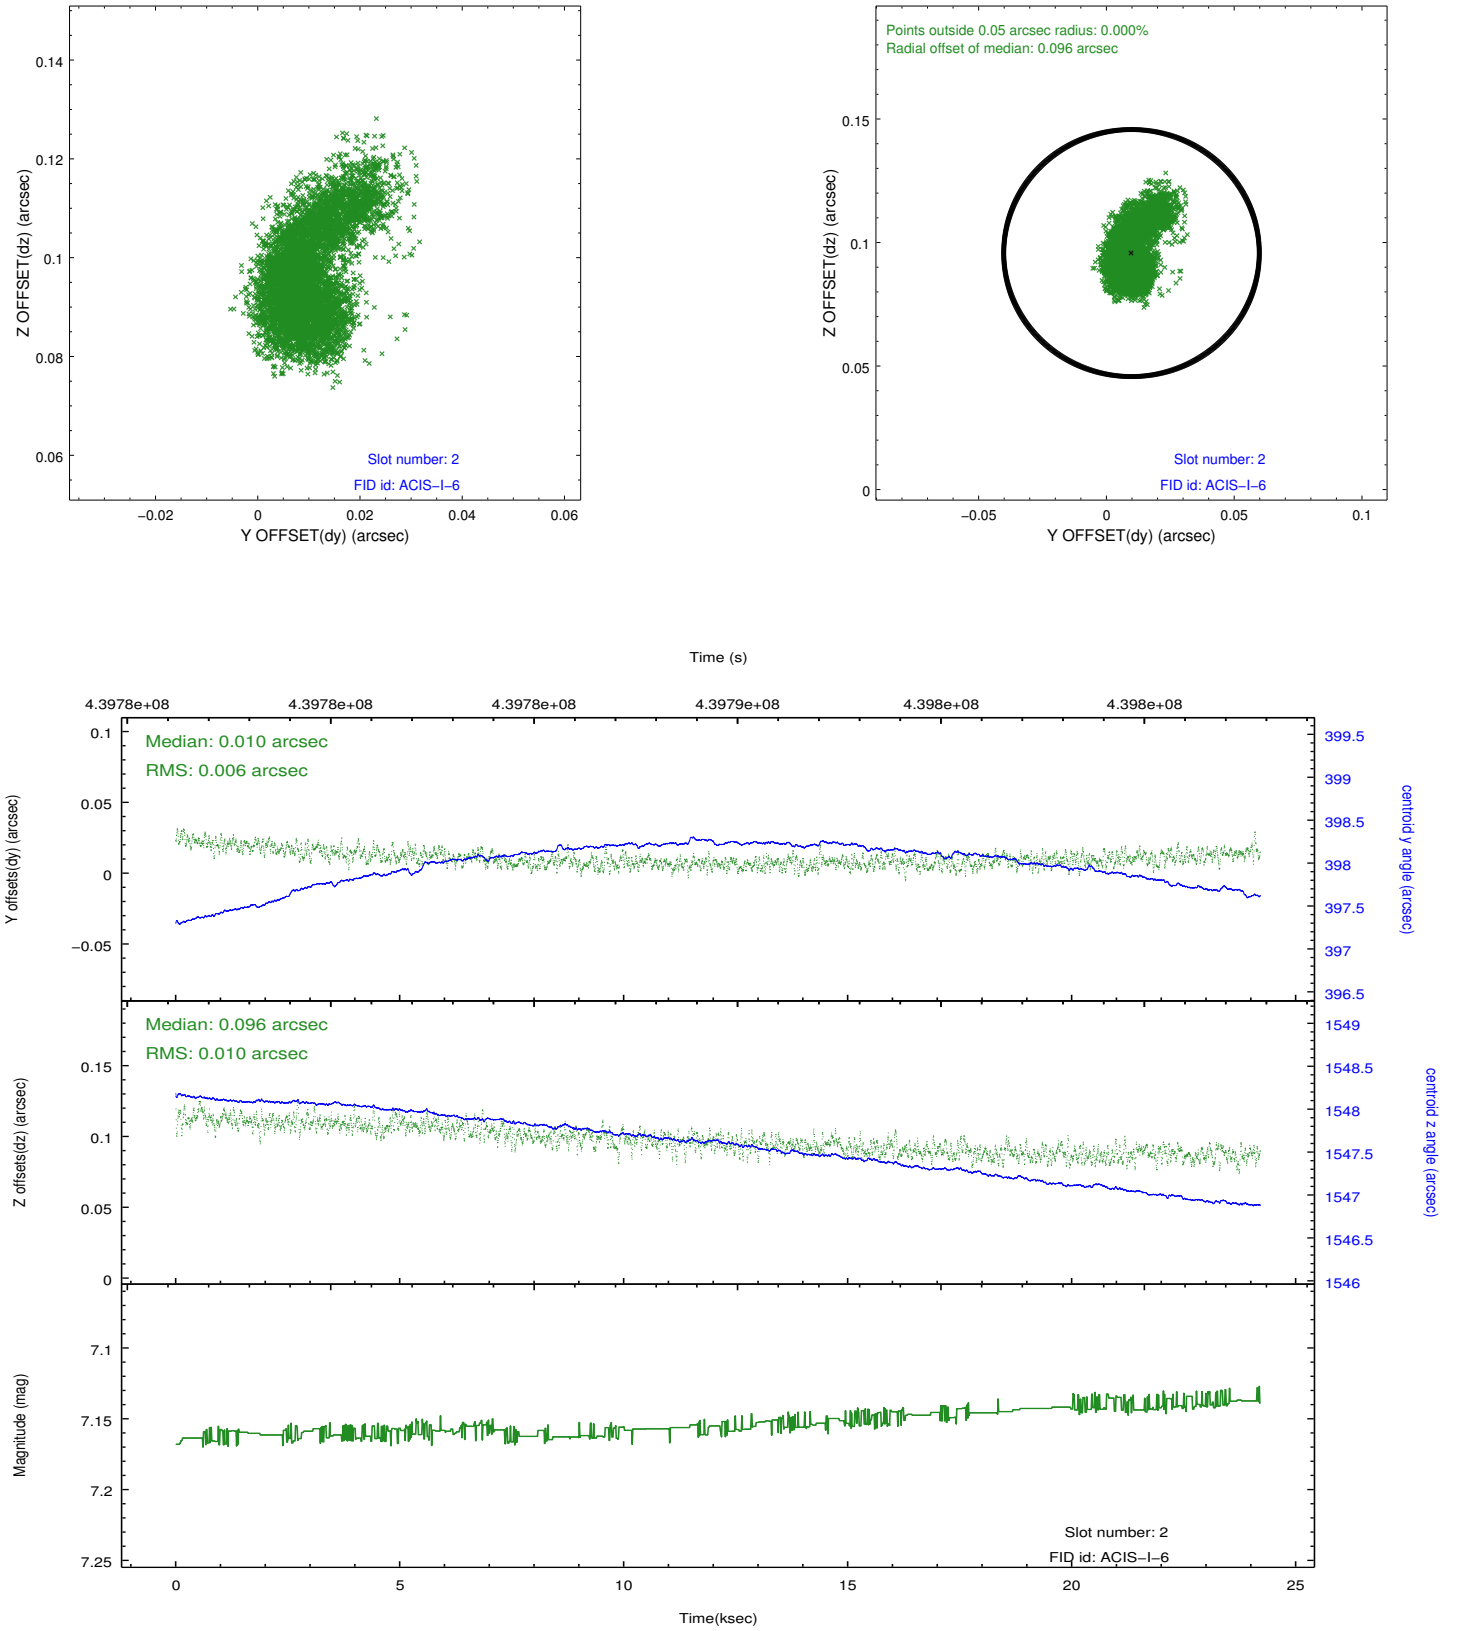 0.14
0.12
0.1
0.08
0.06
Z OFFSET(dz) (arcsec)
Slot number: 2
FID id: ACIS−I−6
−0.02 0 0.02 0.04 0.06
Y OFFSET(dy) (arcsec)
Points outside 0.05 arcsec radius: 0.000%
Radial offset of median: 0.096 arcsec
0.15
0.1
0.05
0
Z OFFSET(dz) (arcsec)
Slot number: 2
FID id: ACIS−I−6
−0.05 0 0.05 0.1
Y OFFSET(dy) (arcsec)
Time (s)
4.3978e+08 4.3978e+08 4.3978e+08 4.3979e+08 4.398e+08 4.398e+08
Median: 0.010 arcsec
RMS: 0.006 arcsec
0.1
0.05
0
−0.05
Y offsets(dy) (arcsec)
399.5
399
398.5
398
397.5
397
396.5
centroid y angle (arcsec)
Median: 0.096 arcsec
RMS: 0.010 arcsec
0.15
0.1
0.05
0
Z offsets(dz) (arcsec)
1549
1548.5
1548
1547.5
1547
1546.5
1546
centroid z angle (arcsec)
7.1
7.15
7.2
7.25
Magnitude (mag)
Slot number: 2
FID id: ACIS−I−6
0 5 10 15 20 25
Time(ksec)